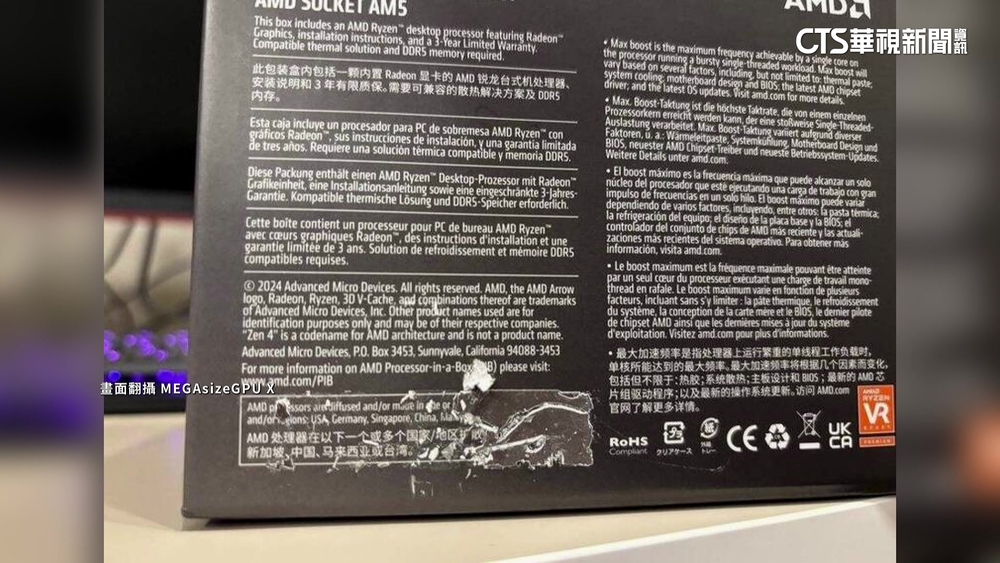 AMD SOCKET AM5
This box includes an AMD Ryzen™ desktop processor featuring Radeon™
Graphics, installation instructions, and a 3-Year Limited Warranty.
Compatible thermal solution and DDR5 memory required.
此包装盒内包括一颗内置 Radeon 显卡的 AMD 锐龙台式机处理器、
安装说明和 3 年有限质保。需要可兼容的散热解决方案及 DDR5
内存。
Esta caja incluye un procesador para PC de sobremesa AMD Ryzen™ con
gráficos Radeon™, sus instrucciones de instalación, y una garantía limitada
de tres años. Requiere una solución térmica compatible y memoria DDR5.
Diese Packung enthält einen AMD Ryzen™ Desktop-Prozessor mit Radeon™
Grafikeinheit, eine Installationsanleitung sowie eine eingeschränkte 3-Jahres-
Garantie. Kompatible thermische Lösung und DDR5-Speicher erforderlich.
Cette boîte contient un processeur pour PC de bureau AMD Ryzen™
avec cœurs graphiques Radeon™, des instructions d'installation et une
garantie limitée de 3 ans. Solution de refroidissement et mémoire DDR5
compatibles requises.
© 2024 Advanced Micro Devices. All rights reserved. AMD, the AMD Arrow
logo, Radeon, Ryzen, 3D V-Cache, and combinations thereof are trademarks
of Advanced Micro Devices, Inc. Other product names used are for
identification purposes only and may be of their respective companies.
"Zen 4" is a codename for AMD architecture and is not a product name.
Advanced Micro Devices, P.O. Box 3453, Sunnyvale, California 94088-3453
For more information on AMD Processor-in-a-Box (PIB) please visit:
amd.com/PIB
AMD processors are diffused and/or made in one or
and/or regions: USA, Germany, Singapore, China,
AMD 处理器在以下一个或多个国家/地区扩散
新加坡、中国、马来西亚或台湾。
AMD
• Max boost is the maximum frequency achievable by a single core on
the processor running a bursty single-threaded workload. Max boost will
vary based on several factors, including, but not limited to: thermal paste;
system cooling; motherboard design and BIOS; the latest AMD chipset
driver; and the latest OS updates. Visit amd.com for more details.
• Max. Boost-Taktung ist die höchste Taktrate, die von einem einzelnen
Prozessorkern erreicht werden kann, der eine stoßweise Single-Threaded-
Auslastung verarbeitet. Max. Boost-Taktung variiert aufgrund diverser
Faktoren, u. a.: Wärmeleitpaste, Systemkühlung, Motherboard Design und
BIOS, neuester AMD Chipset-Treiber und neueste Betriebssystem-Updates.
Weitere Details unter amd.com.
• El boost máximo es la frecuencia máxima que puede alcanzar un solo
núcleo del procesador que esté ejecutando una carga de trabajo con gran
impulso de frecuencias en un solo hilo. El boost máximo puede variar
dependiendo de varios factores, incluyendo, entre otros: la pasta térmica;
la refrigeración del equipo; el diseño de la placa base y la BIOS; el
controlador del conjunto de chips de AMD más reciente y las actuali-
zaciones más recientes del sistema operativo. Para obtener más
información, visita amd.com.
• Le boost maximum est la fréquence maximale pouvant être atteinte
par un seul cœur du processeur exécutant une charge de travail mono-
thread en rafale. Le boost maximum varie en fonction de plusieurs
facteurs, incluant sans s'y limiter : la pâte thermique, le refroidissement
du système, la conception de la carte mère et le BIOS, le dernier pilote
de chipset AMD ainsi que les dernières mises à jour du système
d'exploitation. Visitez amd.com pour plus d'informations.
• 最大加速频率是指处理器上运行繁重的单线程工作负载时，
单核所能达到的最大频率。最大加速频率将根据几个因素而变化，
包括但不限于：热胶；系统散热；主板设计和 BIOS；最新的 AMD 芯
片组驱动程序；以及最新的操作系统更新。访问 AMD.com
官网了解更多详情。
RoHS
Compliant
クリアケース
外箱
トレー
CE
UK
CA
AMD
RYZEN
VR
READY
PREMIUM
CTS華視新聞資訊
畫面翻攝 MEGAsizeGPU X